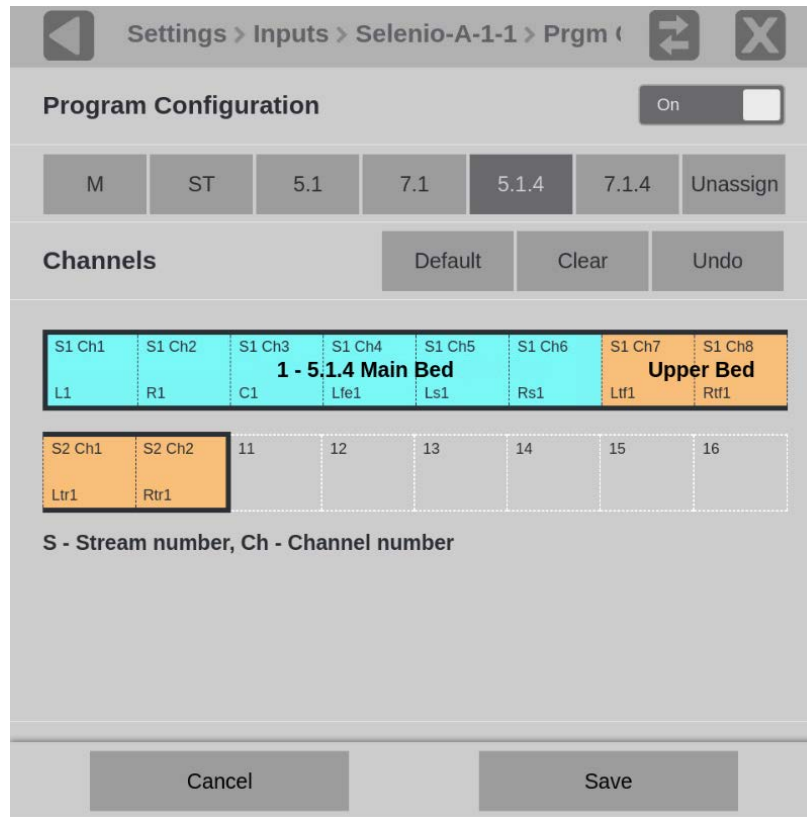 Settings > Inputs > Selenio-A-1-1 > Prgm (
Program Configuration
On
M ST 5.1 7.1 5.1.4 7.1.4 Unassign
Channels Default Clear Undo
S1 Ch1 S1 Ch2 S1 Ch3 S1 Ch4 S1 Ch5 S1 Ch6 S1 Ch7 S1 Ch8
1 - 5.1.4 Main Bed Upper Bed
L1 R1 C1 Lfe1 Ls1 Rs1 Ltf1 Rtf1
S2 Ch1 S2 Ch2 11 12 13 14 15 16
Ltr1 Rtr1
S - Stream number, Ch - Channel number
Cancel Save